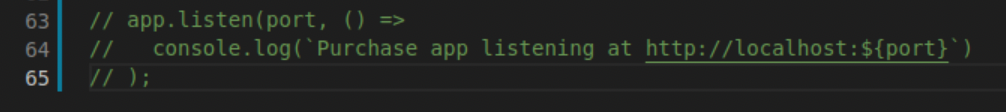 63 // app.listen(port, () =>
64 //   console.log(`Purchase app listening at http://localhost:${port}`)
65 // );